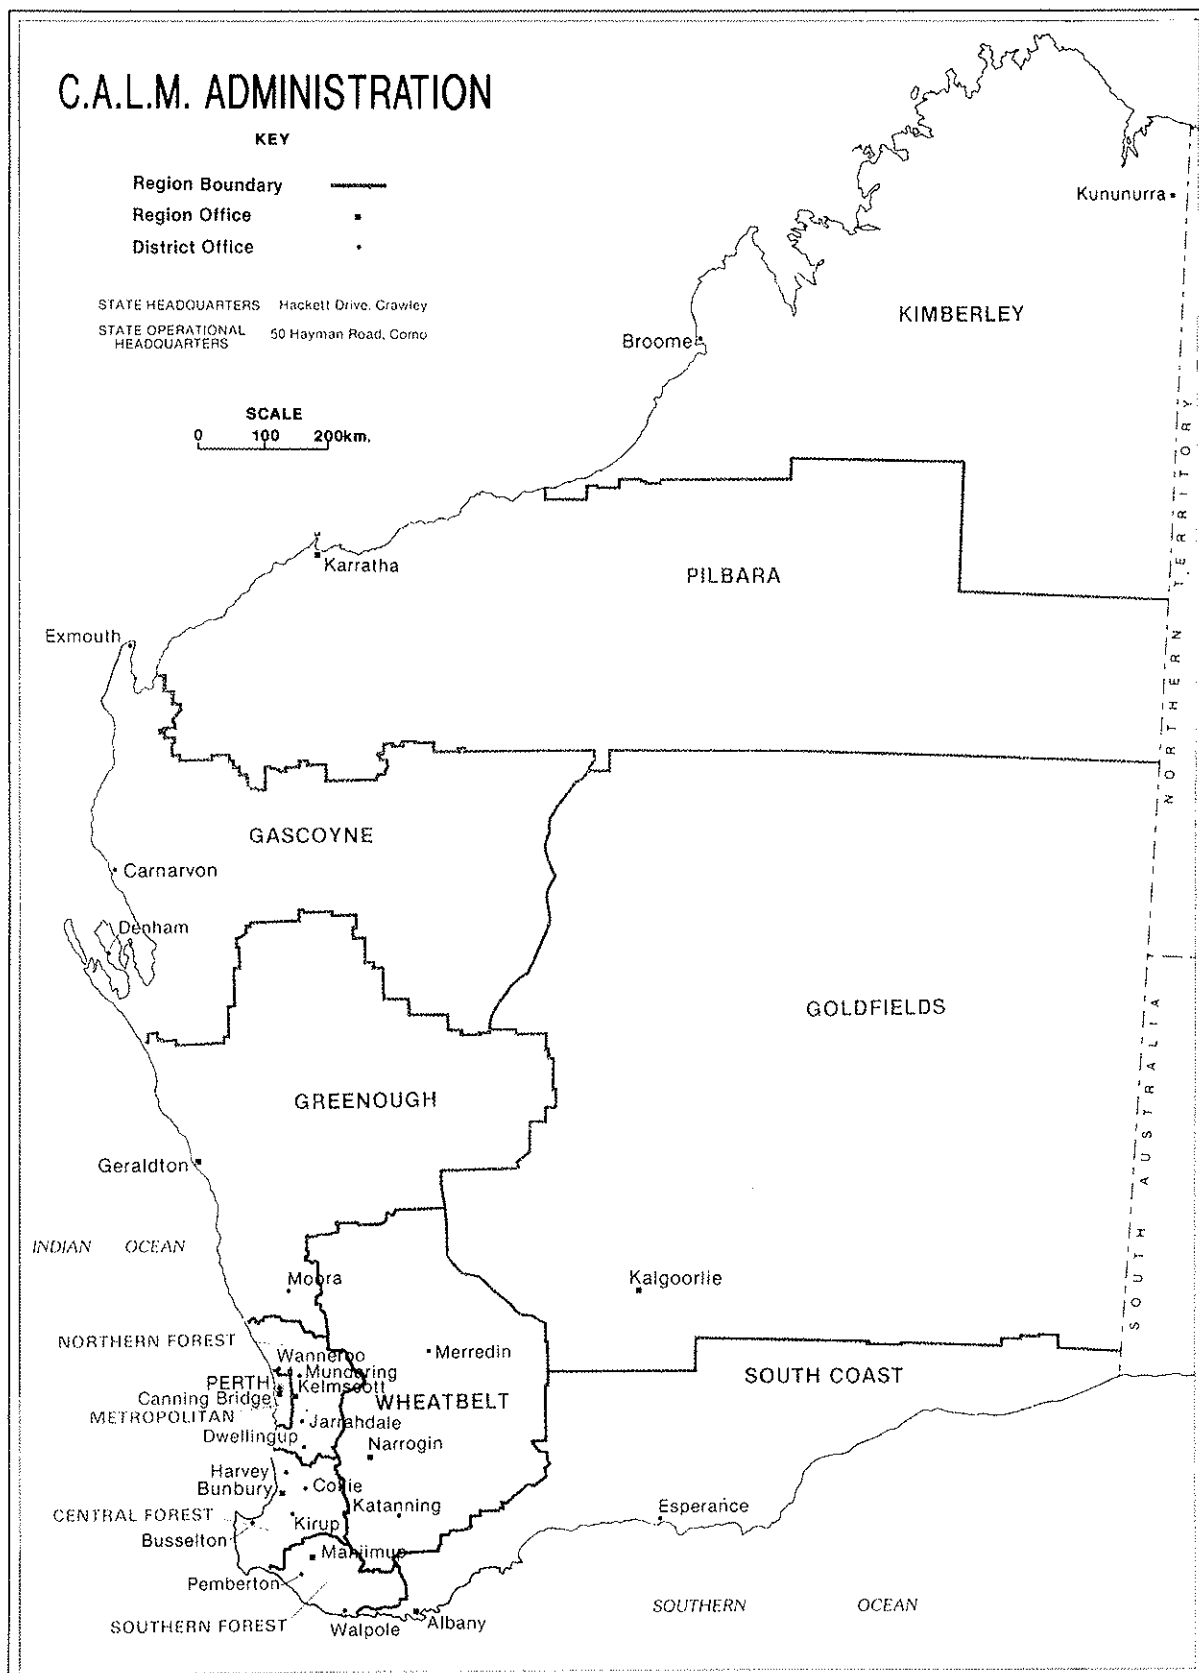 C.A.L.M. ADMINISTRATION
KEY
Region Boundary
Region Office
District Office
STATE HEADQUARTERS Hackett Drive, Crawley
STATE OPERATIONAL HEADQUARTERS 50 Hayman Road, Como
SCALE
0 100 200km.
Kununurra
KIMBERLEY
Broome
NORTHERN TERRITORY
Karratha
PILBARA
Exmouth
GASCOYNE
Carnarvon
Denham
GOLDFIELDS
SOUTH AUSTRALIA
GREENOUGH
Geraldton
INDIAN OCEAN
Moora
Kalgoorlie
NORTHERN FOREST
Wanneroo
Merredin
Mundaring
SOUTH COAST
PERTH
Kelmscott
Canning Bridge
WHEATBELT
METROPOLITAN
Jarrahdale
Dwellingup
Narrogin
Harvey
Collie
Bunbury
Katanning
Esperance
CENTRAL FOREST
Kirup
Busselton
Manjimup
Pemberton
SOUTHERN OCEAN
SOUTHERN FOREST
Walpole
Albany